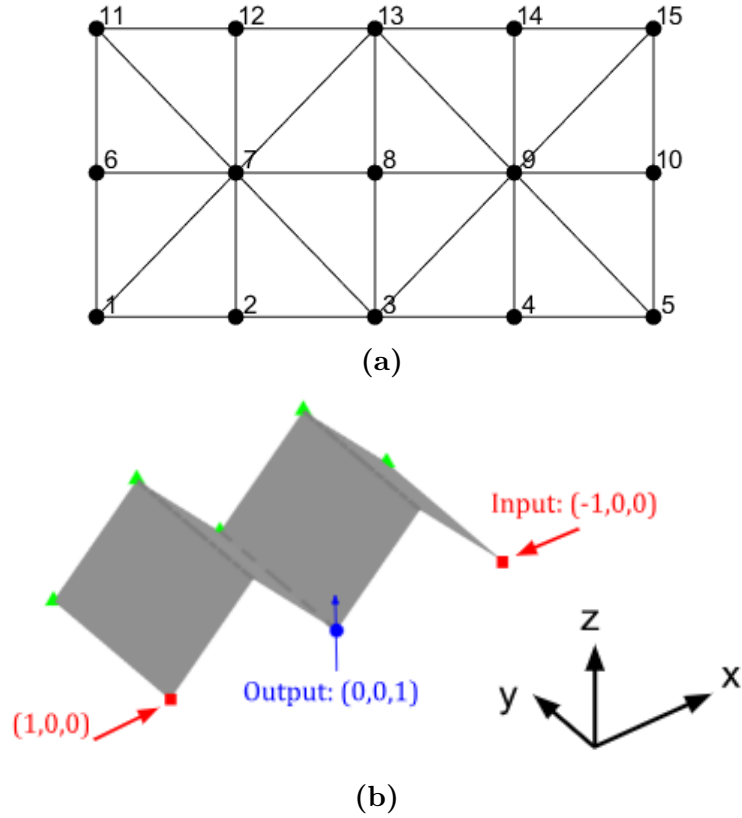 11 12 13 14 15
6 7 8 9 10
1 2 3 4 5
(a)
Input: (-1,0,0)
z
x
y
Output: (0,0,1)
(1,0,0)
(b)